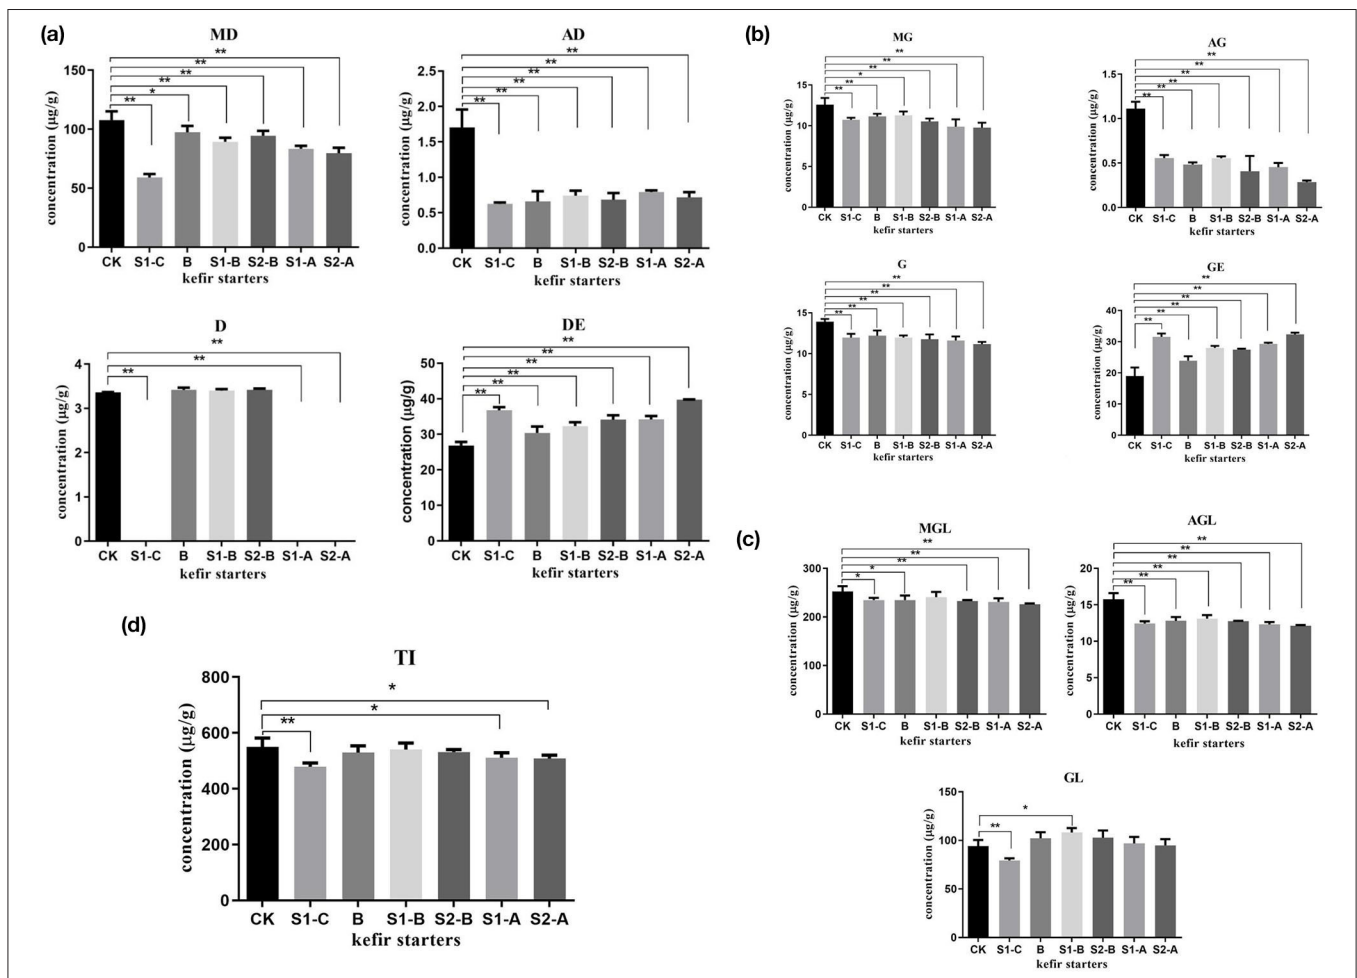 (a)
MD
**
**
**
**
*
**
150
100
50
0
concentration (μg/g)
CK S1-C B S1-B S2-B S1-A S2-A
kefir starters
AD
**
**
**
**
**
**
2.5
2.0
1.5
1.0
0.5
0.0
concentration (μg/g)
CK S1-C B S1-B S2-B S1-A S2-A
kefir starters
D
**
**
**
4
3
2
1
0
concentration (μg/g)
CK S1-C B S1-B S2-B S1-A S2-A
kefir starters
DE
**
**
**
**
**
**
50
40
30
20
10
0
concentration (μg/g)
CK S1-C B S1-B S2-B S1-A S2-A
kefir starters
(b)
MG
**
**
**
*
**
15
10
5
0
concentration (μg/g)
CK S1-C B S1-B S2-B S1-A S2-A
kefir starters
AG
**
**
**
**
**
**
1.5
1.0
0.5
0.0
concentration (μg/g)
CK S1-C B S1-B S2-B S1-A S2-A
kefir starters
G
**
**
**
**
**
15
10
5
0
concentration (μg/g)
CK S1-C B S1-B S2-B S1-A S2-A
kefir starters
GE
**
**
**
**
**
**
40
30
20
10
0
concentration (μg/g)
CK S1-C B S1-B S2-B S1-A S2-A
kefir starters
(c)
MGL
**
**
**
*
*
300
200
100
0
concentration (μg/g)
CK S1-C B S1-B S2-B S1-A S2-A
kefir starters
AGL
**
**
**
**
**
**
20
15
10
5
0
concentration (μg/g)
CK S1-C B S1-B S2-B S1-A S2-A
kefir starters
GL
*
**
150
100
50
0
concentration (μg/g)
CK S1-C B S1-B S2-B S1-A S2-A
kefir starters
(d)
TI
*
*
**
800
600
400
200
0
concentration (μg/g)
CK S1-C B S1-B S2-B S1-A S2-A
kefir starters